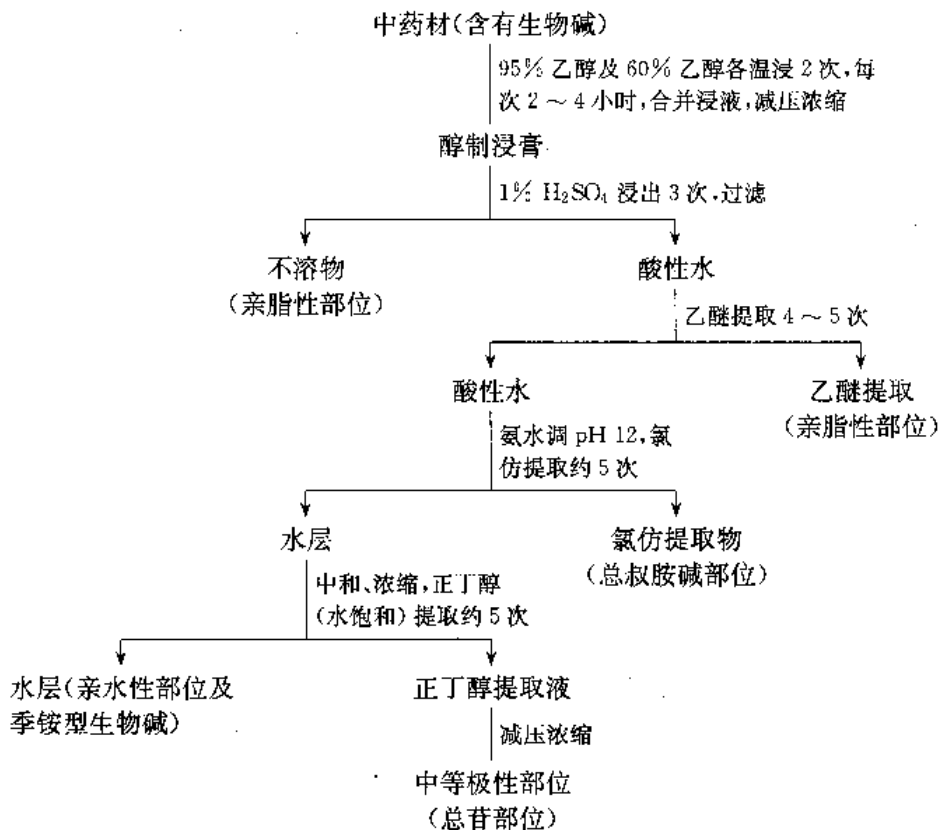 中药材(含有生物碱)
95% 乙醇及 60% 乙醇各温浸 2 次,每
次 2～4 小时,合并浸液,减压浓缩
醇制浸膏
1% H₂SO₄ 浸出 3 次,过滤
不溶物
(亲脂性部位)
酸性水
乙醚提取 4～5 次
酸性水
乙醚提取
(亲脂性部位)
氨水调 pH 12,氯
仿提取约 5 次
水层
氯仿提取物
(总叔胺碱部位)
中和、浓缩,正丁醇
(水饱和) 提取约 5 次
水层(亲水性部位及
季铵型生物碱)
正丁醇提取液
减压浓缩
中等极性部位
(总苷部位)